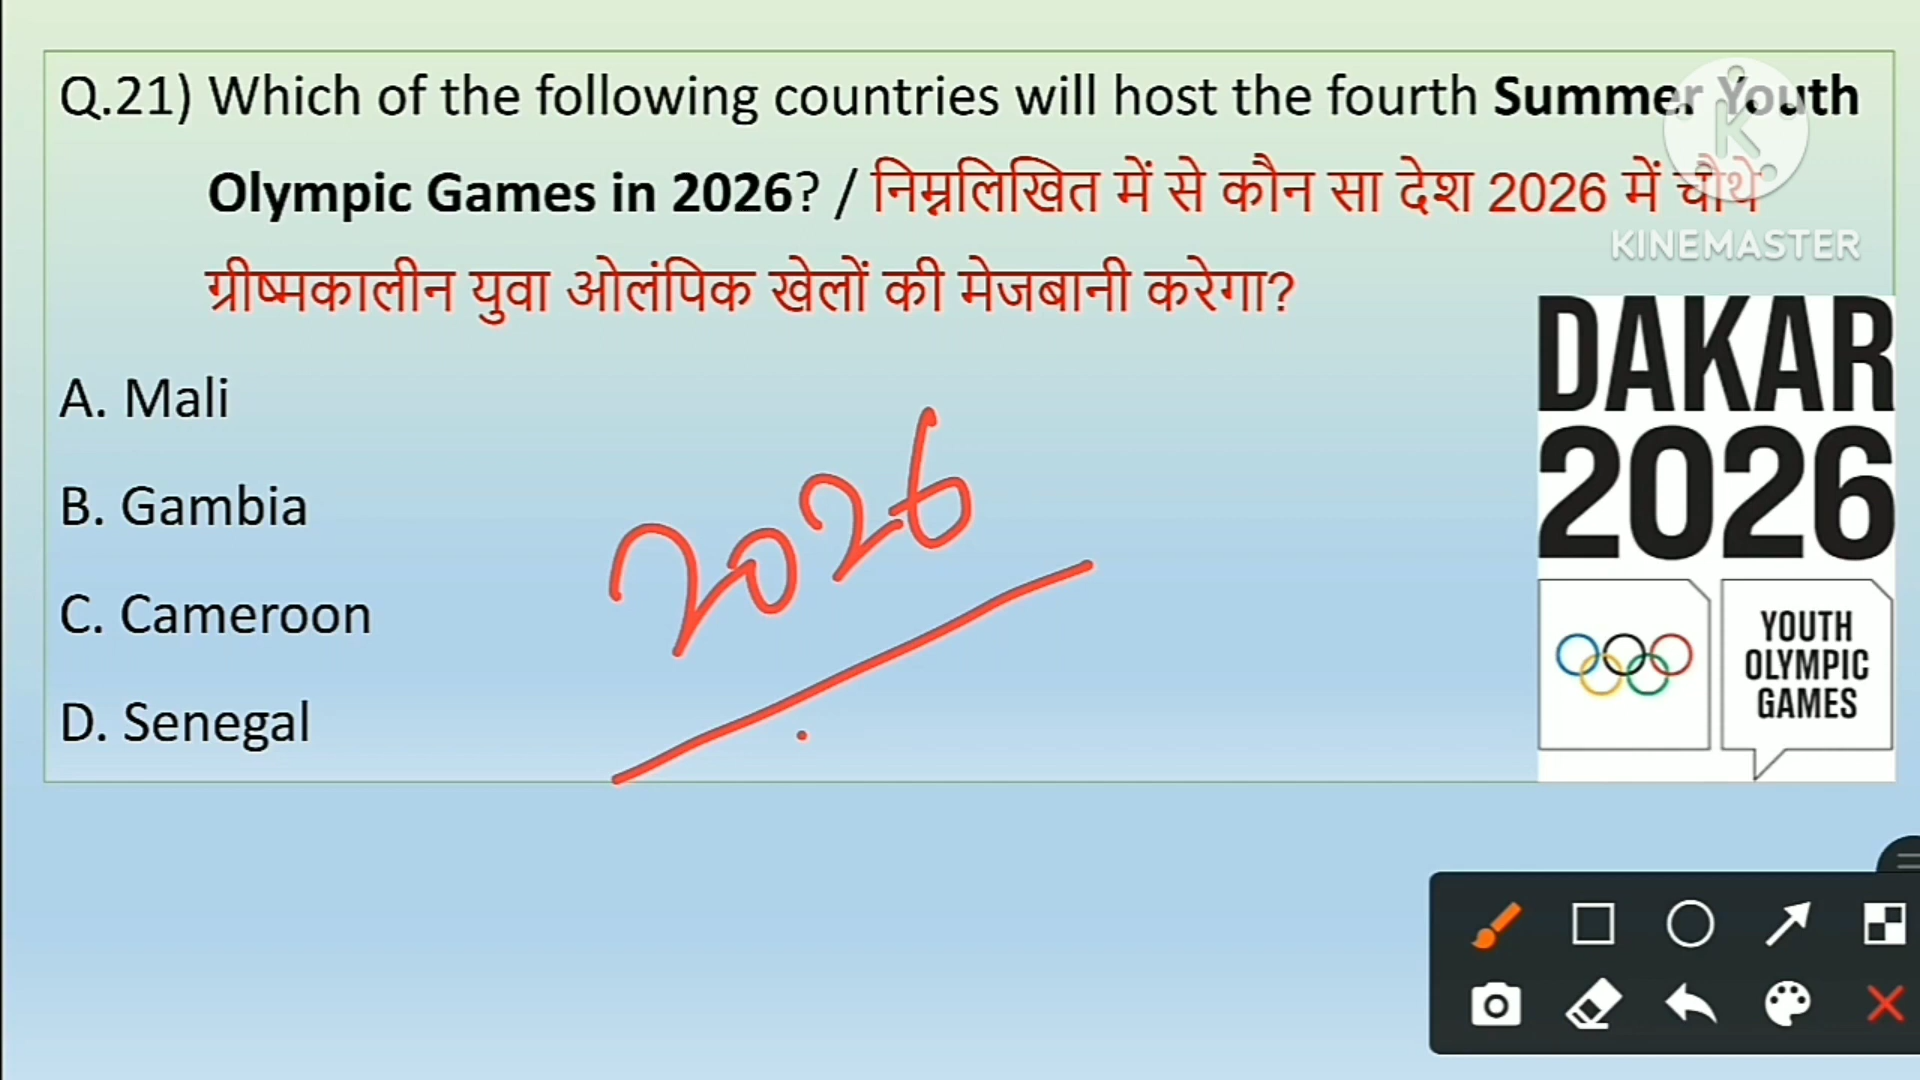 Q.21) Which of the following countries will host the fourth Summer Youth
Olympic Games in 2026? / निम्नलिखित में से कौन सा देश 2026 में चौथे
ग्रीष्मकालीन युवा ओलंपिक खेलों की मेजबानी करेगा?
KINEMASTER
A. Mali
B. Gambia
C. Cameroon
D. Senegal
2026
DAKAR
2026
YOUTH
OLYMPIC
GAMES